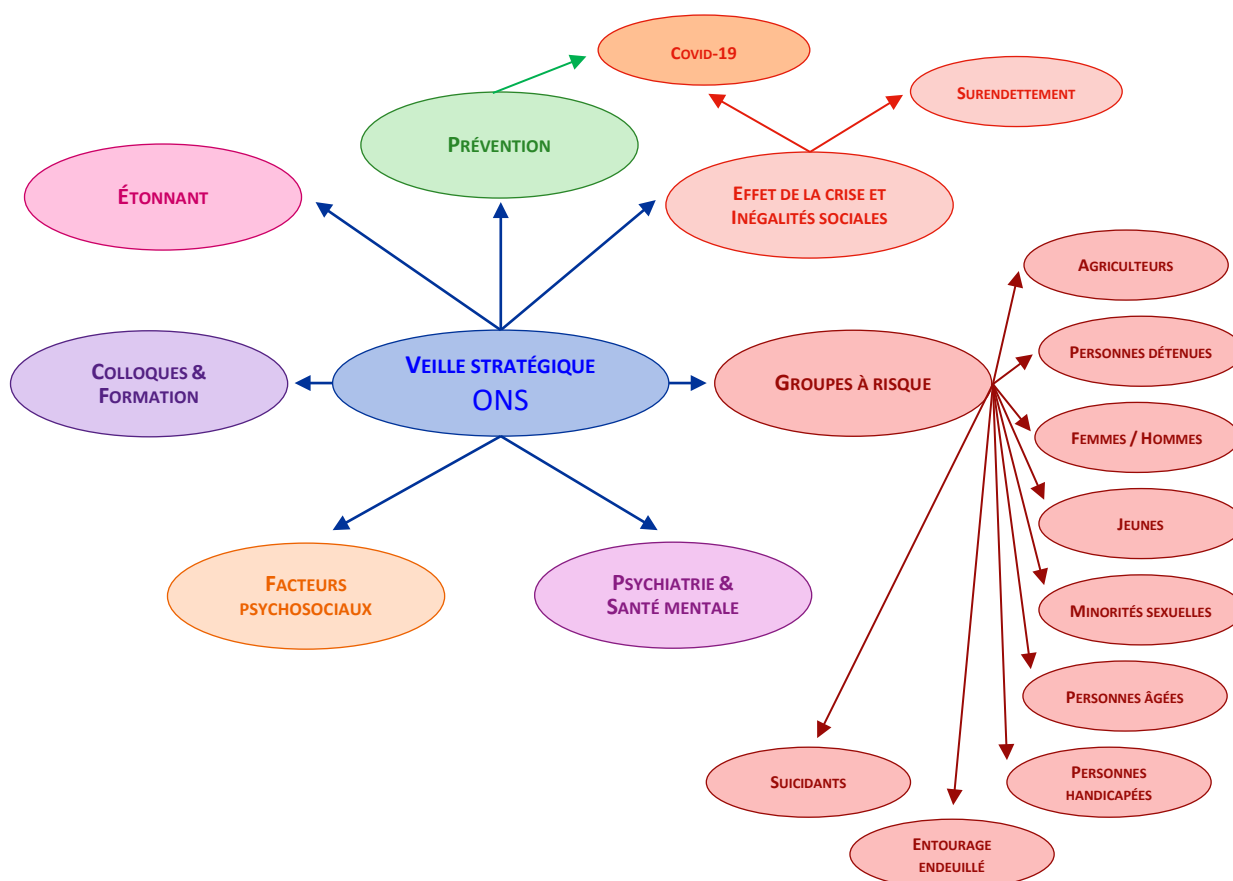 Covid-19
Surendettement
Prévention
Étonnant
Effet de la crise et
Inégalités sociales
Agriculteurs
Personnes détenues
Colloques &
Formation
Veille stratégique
ONS
Groupes à risque
Femmes / Hommes
Jeunes
Facteurs
psychosociaux
Psychiatrie &
Santé mentale
Minorités sexuelles
Personnes âgées
Suicidants
Personnes
handicapées
Entourage
endeuillé